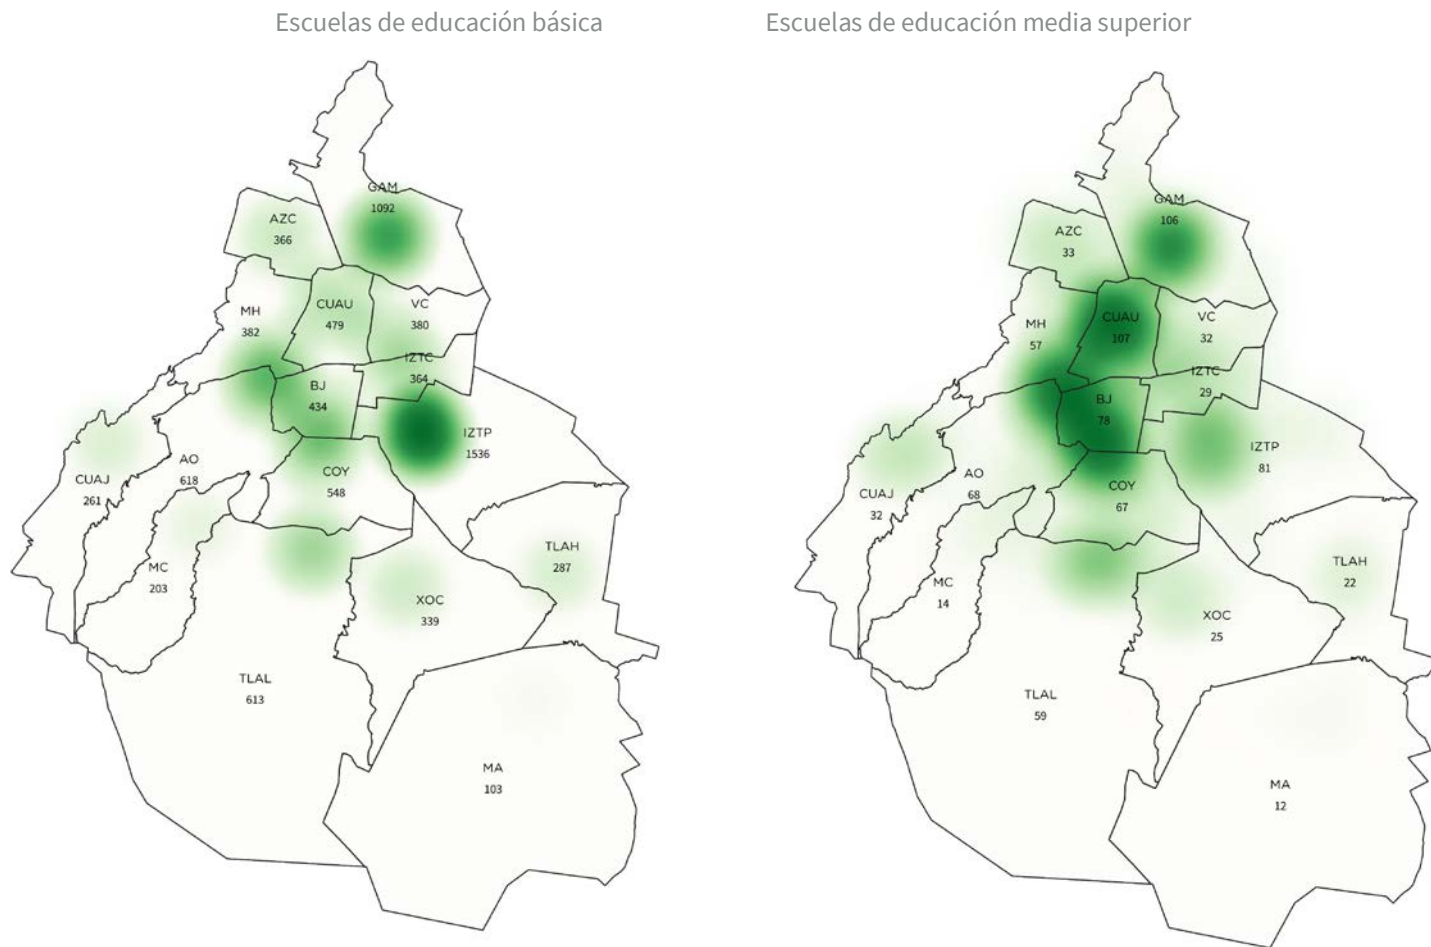 Escuelas de educación básica
GAM
1092
AZC
366
CUAU
479
VC
380
MH
382
IZTC
364
BJ
434
IZTP
1536
AO
618
COY
548
CUAJ
261
MC
203
TLAH
287
XOC
339
TLAL
613
MA
103
Escuelas de educación media superior
GAM
106
AZC
33
CUAU
107
VC
32
MH
57
IZTC
29
BJ
78
IZTP
81
AO
68
COY
67
CUAJ
32
MC
14
TLAH
22
XOC
25
TLAL
59
MA
12